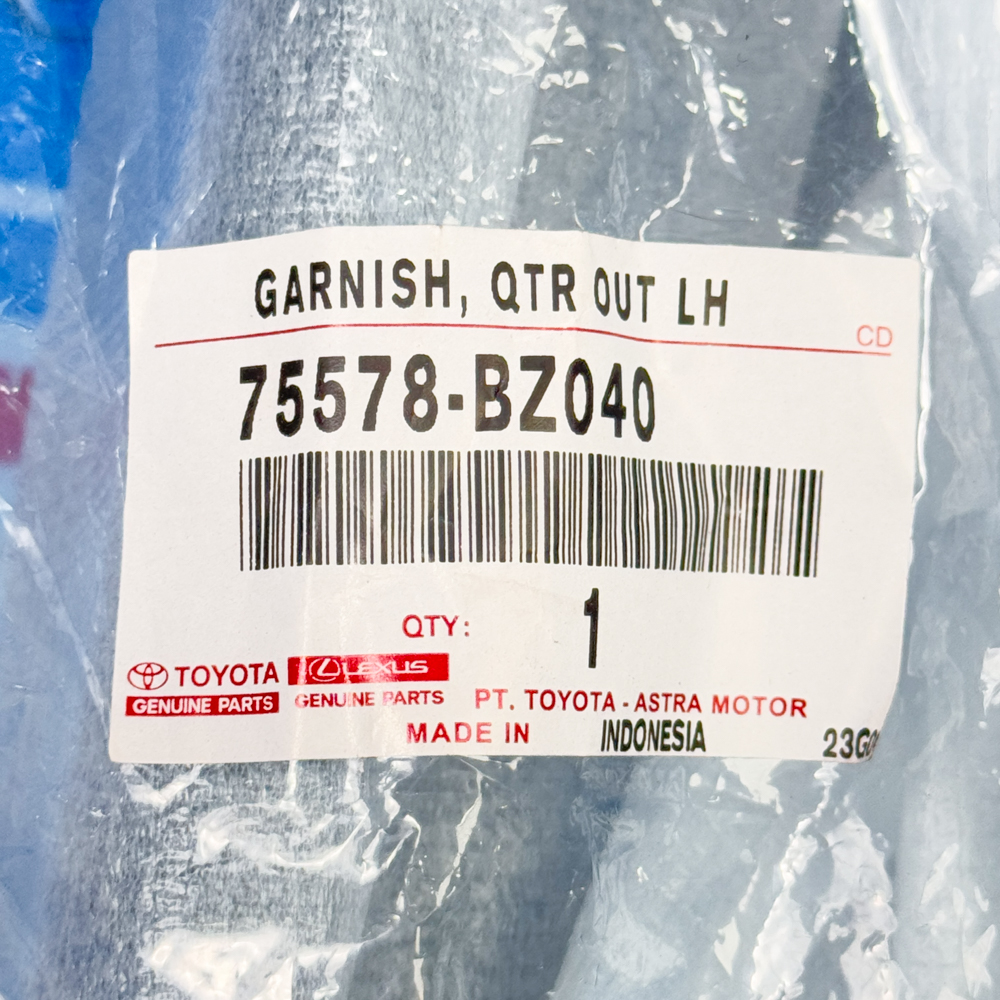 GARNISH, QTR OUT LH
CD
75578-BZ040
QTY: 1
TOYOTA LEXUS
GENUINE PARTS GENUINE PARTS PT. TOYOTA - ASTRA MOTOR
MADE IN INDONESIA